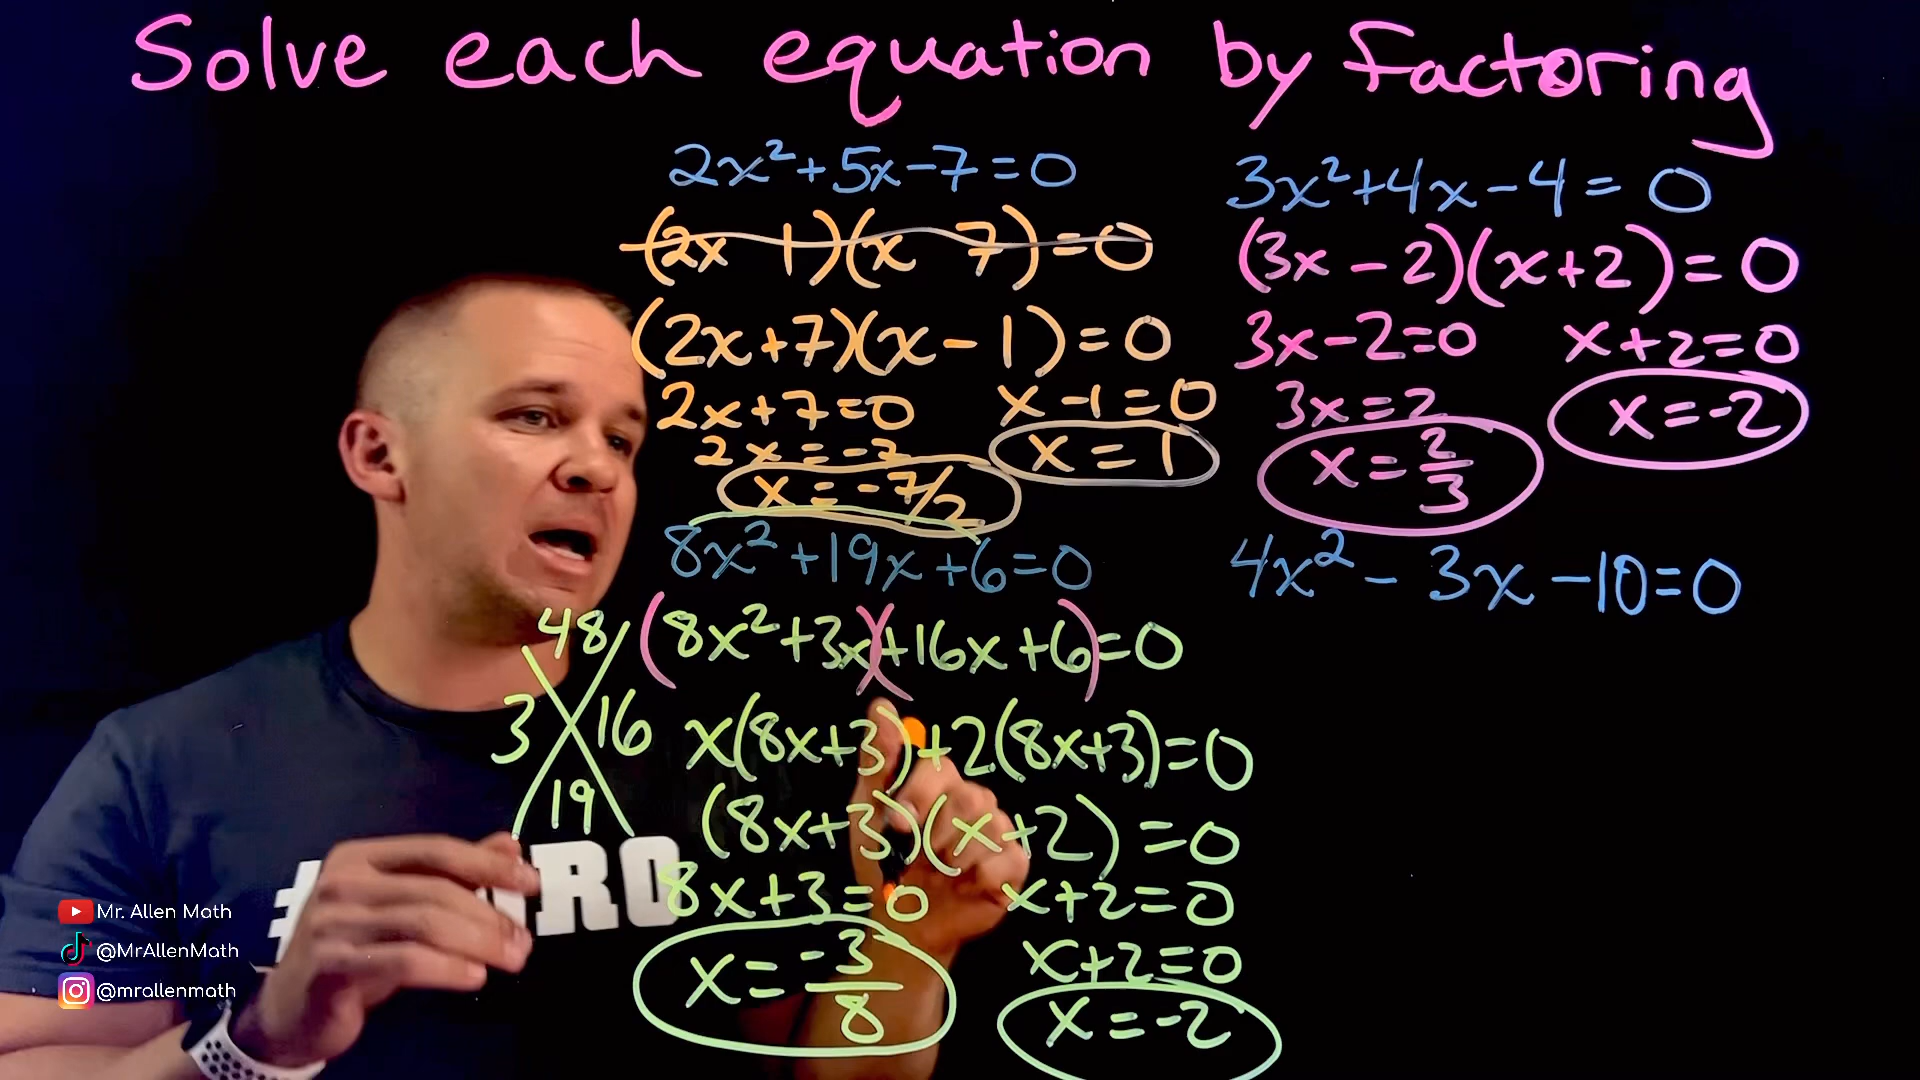 Solve each equation by factoring
2x²+5x-7=0
(2x 1)(x 7)=0
(2x+7)(x-1)=0
2x+7=0 x-1=0
2x=-7 x=1
x=-7/2
3x²+4x-4=0
(3x-2)(x+2)=0
3x-2=0 x+2=0
3x=2 x=-2
x=2/3
8x²+19x+6=0
48
3 16
19
(8x²+3x)(+16x+6)=0
x(8x+3)+2(8x+3)=0
(8x+3)(x+2)=0
8x+3=0 x+2=0
x+2=0
x=-3/8 x=-2
4x²-3x-10=0
RO
Mr. Allen Math
@MrAllenMath
@mrallenmath